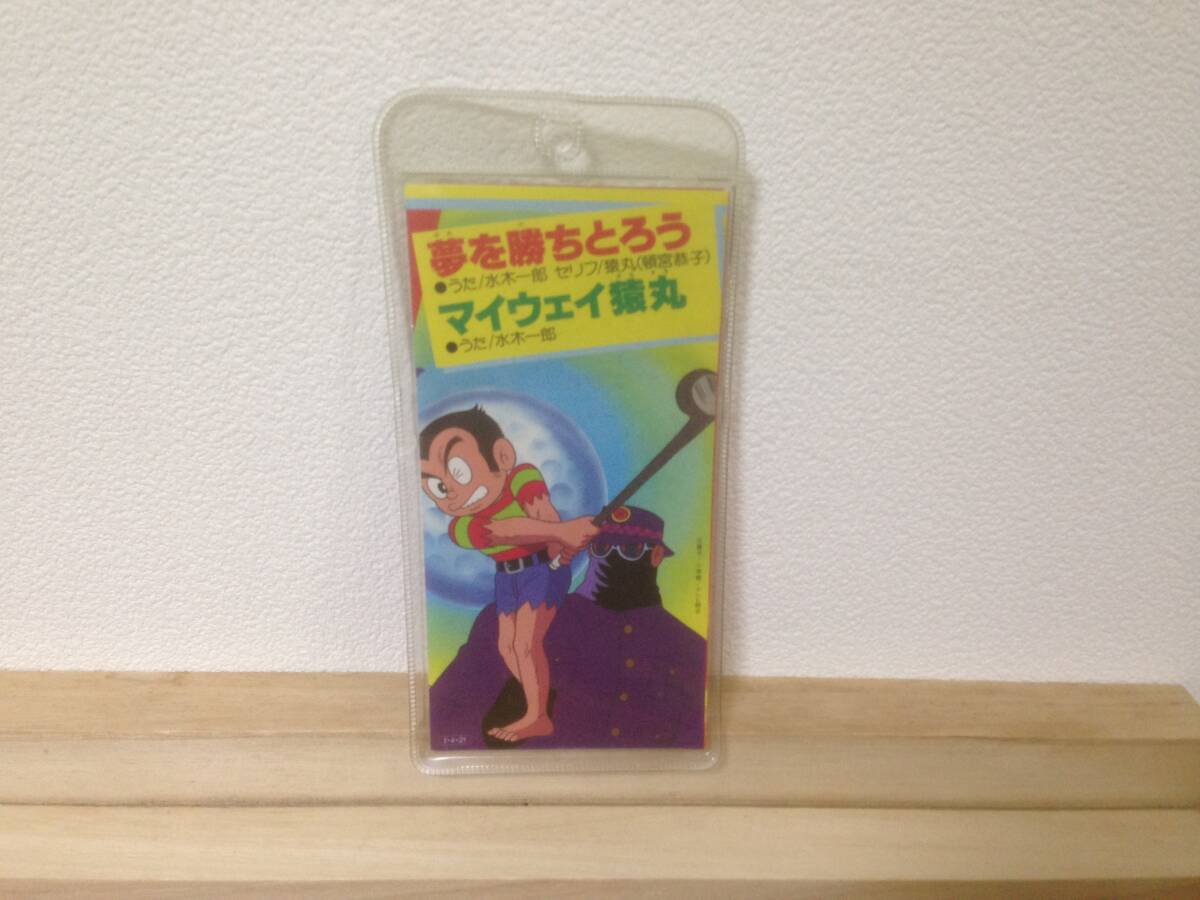 夢を勝ちとろう
●うた/水木一郎 セリフ/猿丸(頓宮恭子)
マイウェイ猿丸
●うた/水木一郎